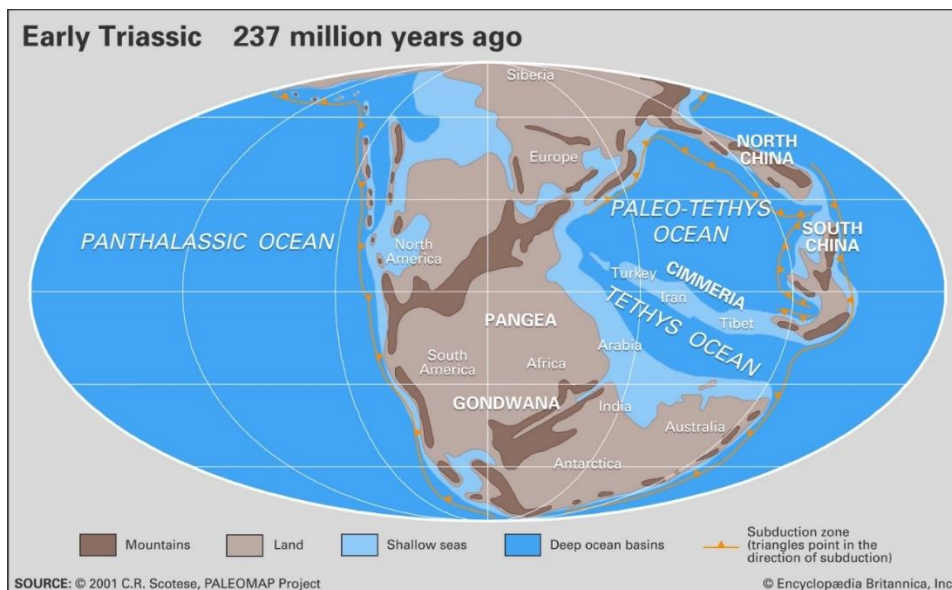 Early Triassic 237 million years ago
Siberia
NORTH
CHINA
Europe
PALEO-TETHYS
OCEAN
SOUTH
CHINA
PANTHALASSIC OCEAN
North
America
Turkey
CIMMERIA
Iran
Tibet
TETHYS OCEAN
PANGEA
Arabia
South
America
Africa
GONDWANA
India
Australia
Antarctica
Mountains
Land
Shallow seas
Deep ocean basins
Subduction zone
(triangles point in the
direction of subduction)
SOURCE: © 2001 C.R. Scotese, PALEOMAP Project
© Encyclopædia Britannica, Inc